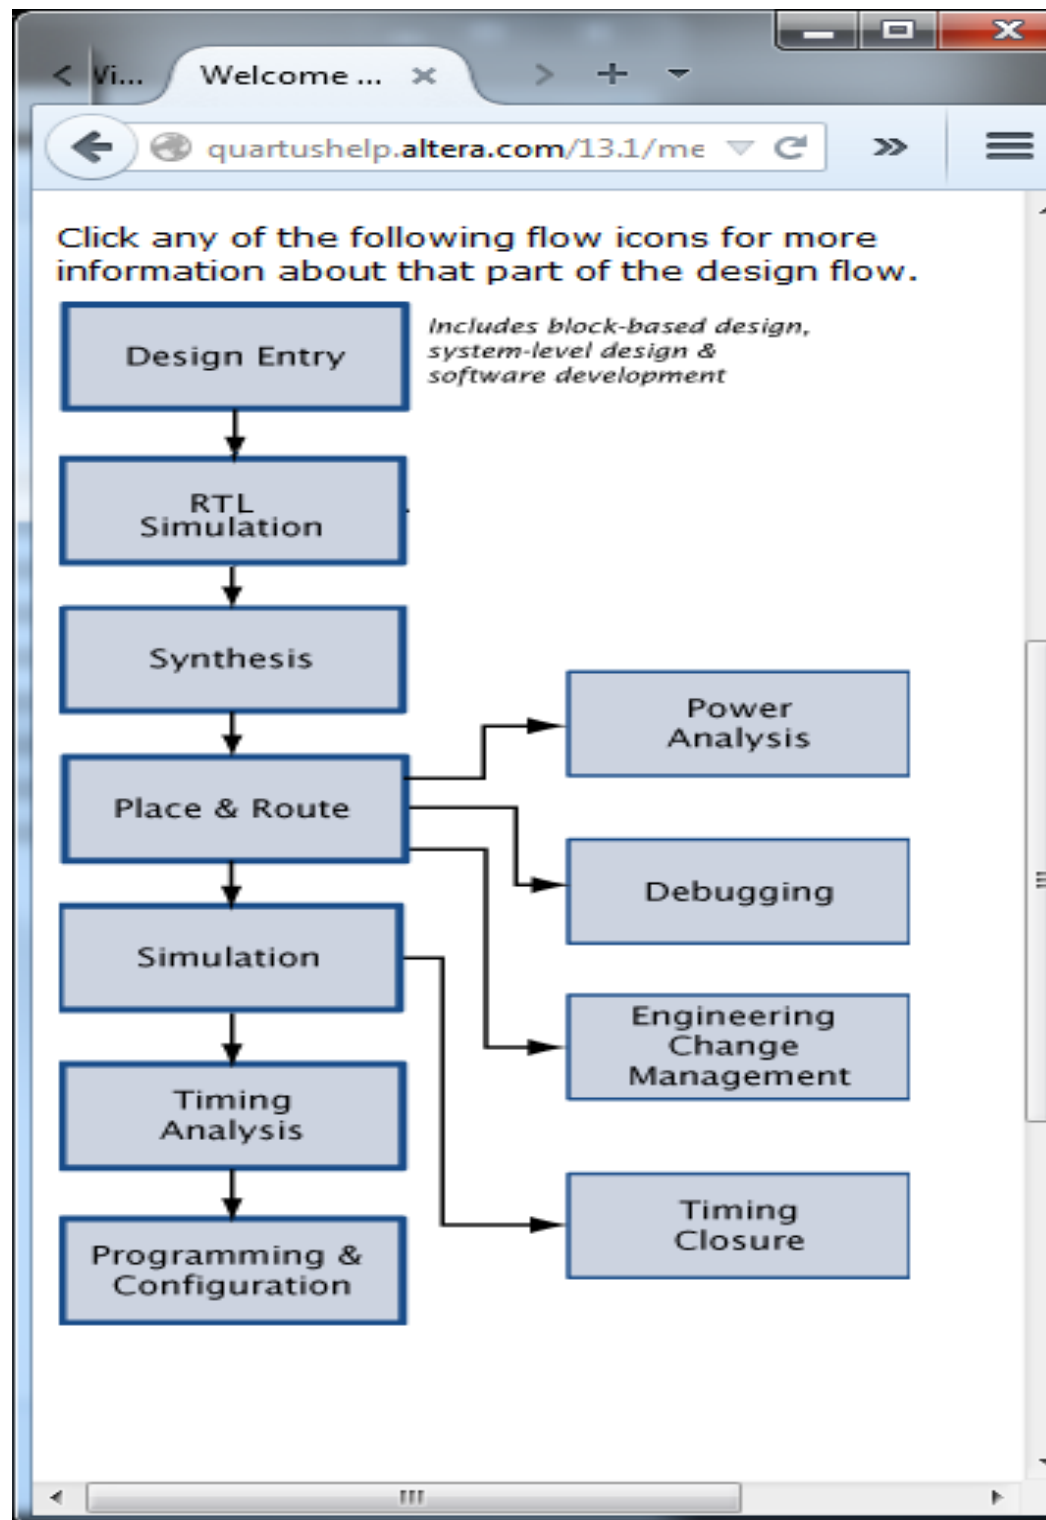 Vi...
Welcome ...
quartushelp.altera.com/13.1/me
Click any of the following flow icons for more
information about that part of the design flow.
Design Entry
Includes block-based design,
system-level design &
software development
RTL
Simulation
Synthesis
Power
Analysis
Place & Route
Debugging
Simulation
Engineering
Change
Management
Timing
Analysis
Timing
Closure
Programming &
Configuration